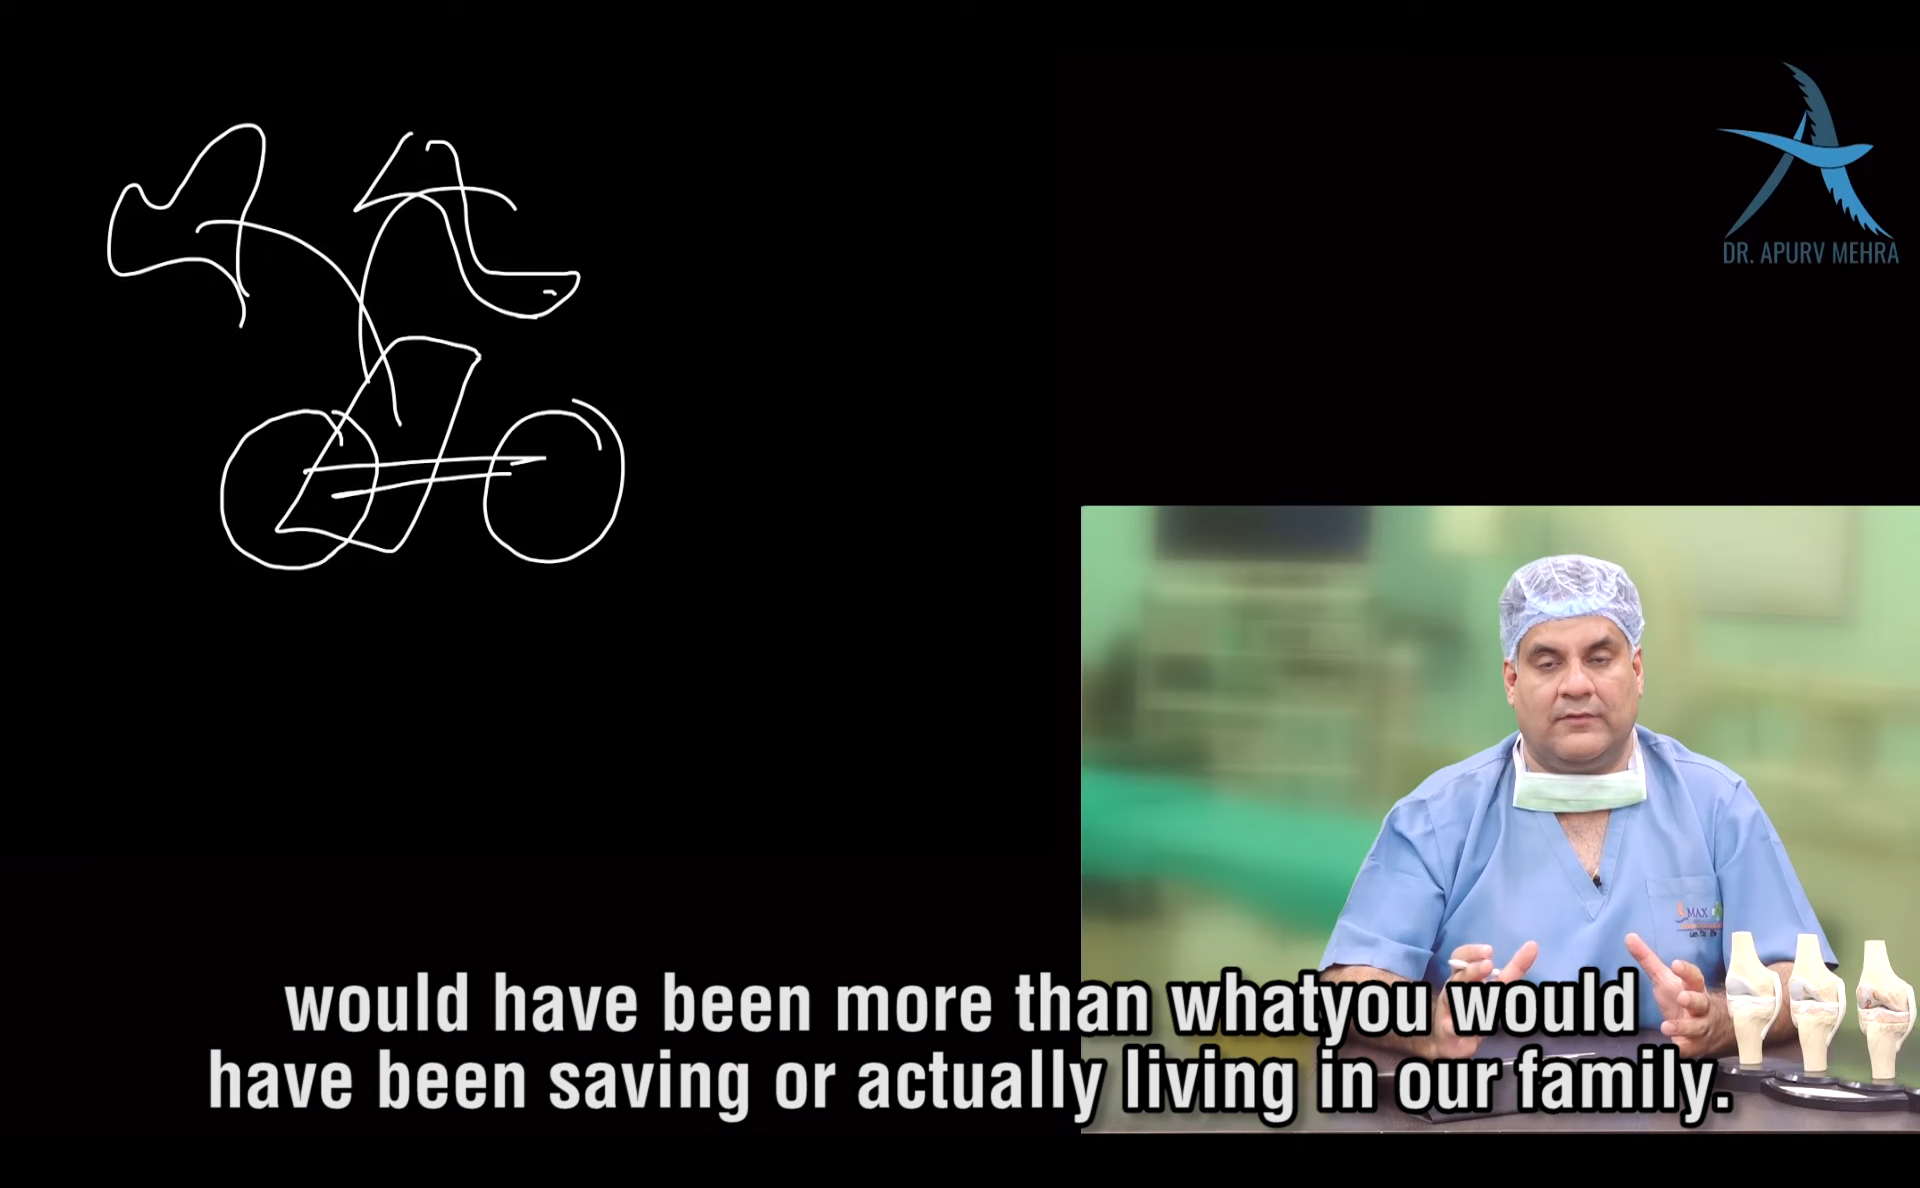 DR. APURV MEHRA
MAX
would have been more than whatyou would
have been saving or actually living in our family.